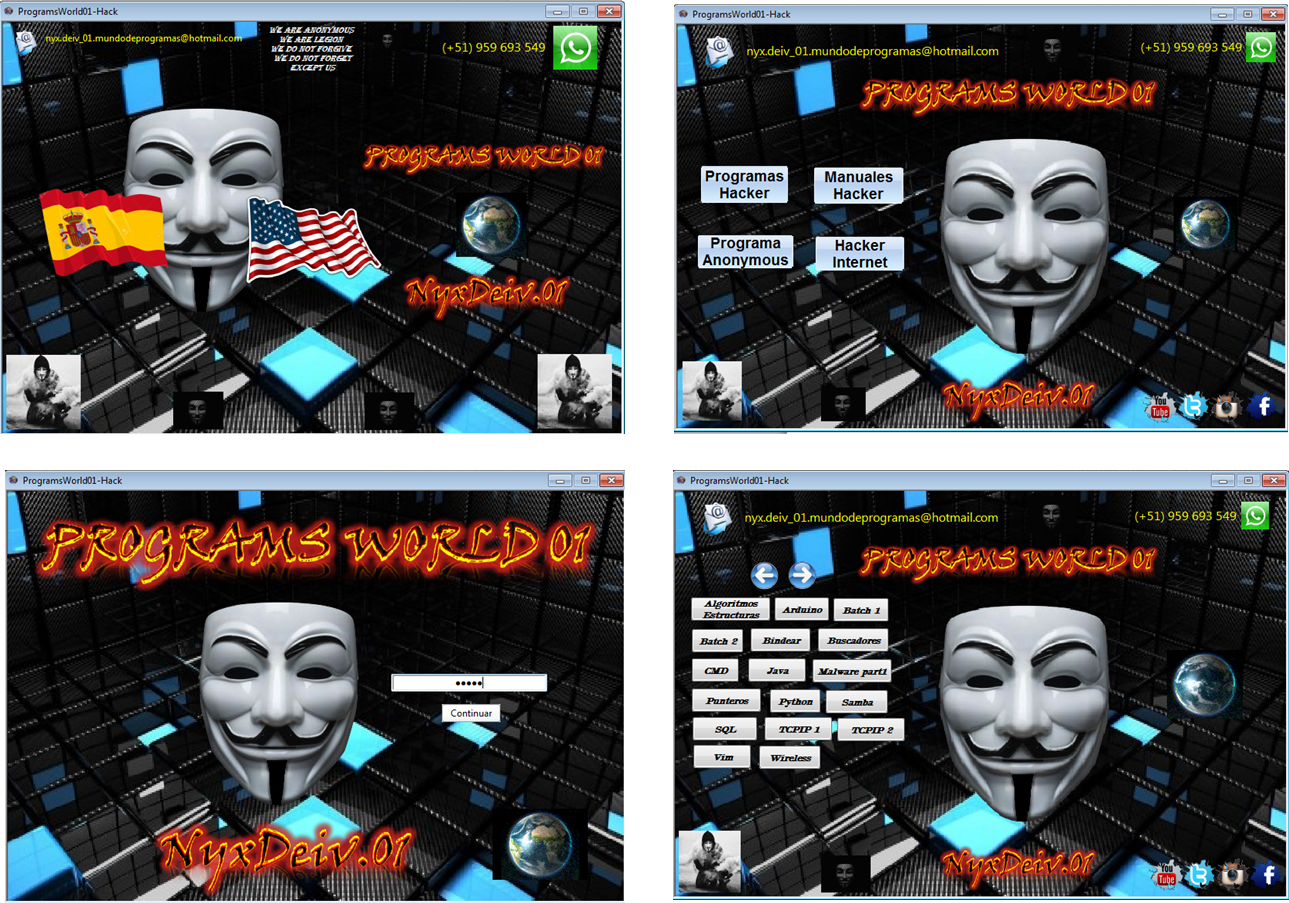 ProgramsWorld01-Hack
nyx.deiv_01.mundodeprogramas@hotmail.com
WE ARE ANONYMOUS
WE ARE LEGION
WE DO NOT FORGIVE
WE DO NOT FORGET
EXCEPT US
(+51) 959 693 549
PROGRAMS WORLD 01
NyxDeiv.01
ProgramsWorld01-Hack
nyx.deiv_01.mundodeprogramas@hotmail.com
(+51) 959 693 549
PROGRAMS WORLD 01
Programas
Hacker
Manuales
Hacker
Programa
Anonymous
Hacker
Internet
NyxDeiv.01
You
Tube
ProgramsWorld01-Hack
PROGRAMS WORLD 01
Continuar
NyxDeiv.01
ProgramsWorld01-Hack
nyx.deiv_01.mundodeprogramas@hotmail.com
(+51) 959 693 549
PROGRAMS WORLD 01
Algoritmos
Estructuras
Arduino
Batch 1
Batch 2
Bindear
Buscadores
CMD
Java
Malware part1
Punteros
Python
Samba
SQL
TCPIP 1
TCPIP 2
Vim
Wireless
NyxDeiv.01
You
Tube